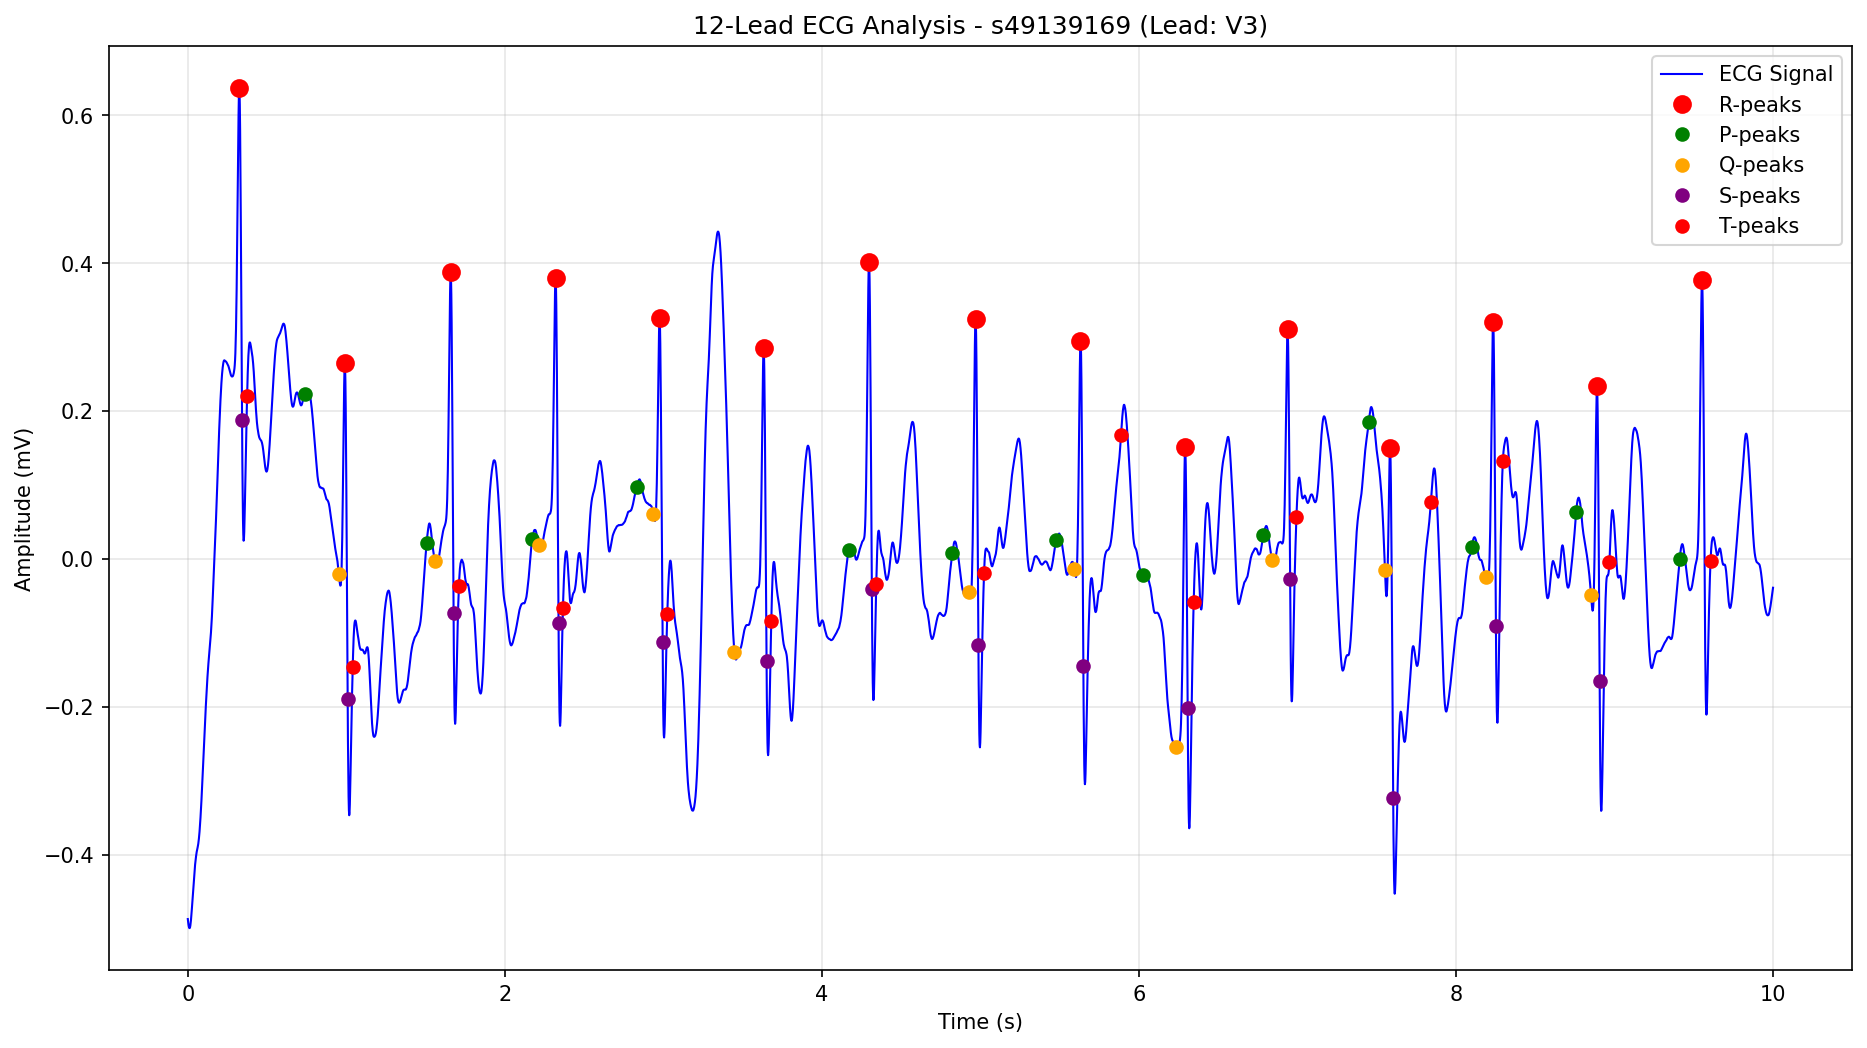 12-Lead ECG Analysis - s49139169 (Lead: V3)
ECG Signal
R-peaks
P-peaks
Q-peaks
S-peaks
T-peaks
Amplitude (mV)
0.6
0.4
0.2
0.0
−0.2
−0.4
0 2 4 6 8 10
Time (s)